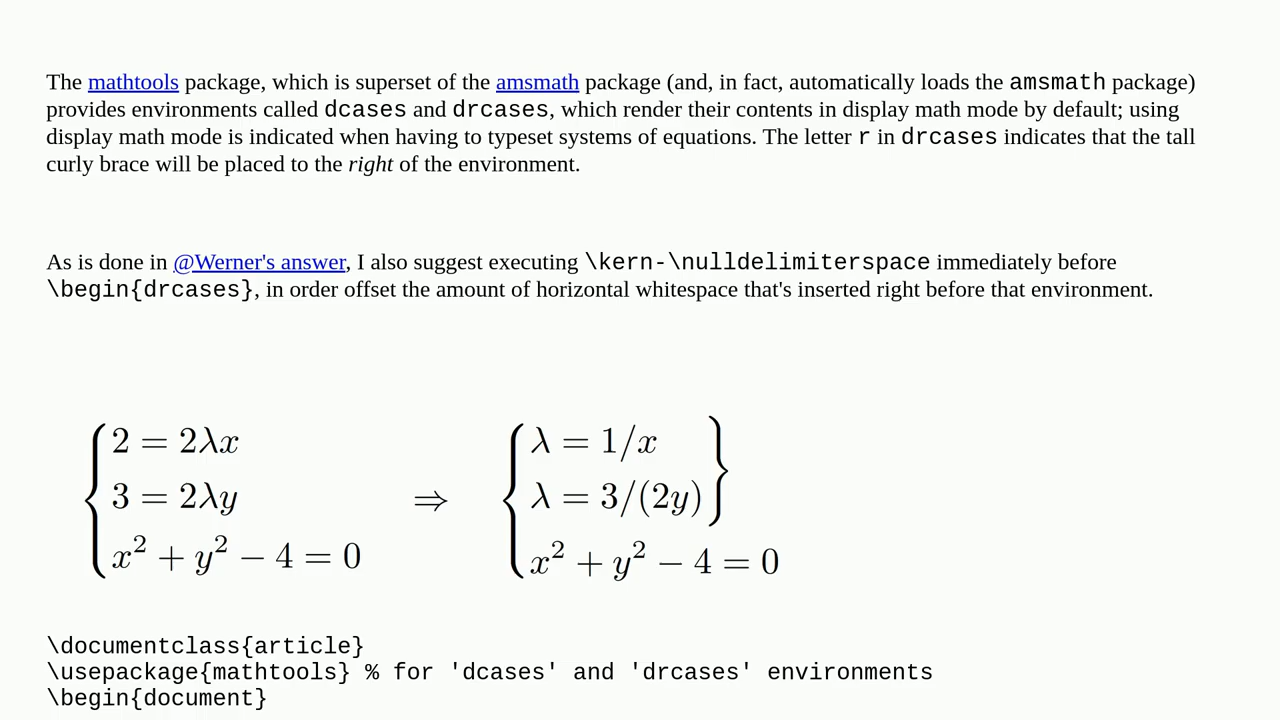 The mathtools package, which is superset of the amsmath package (and, in fact, automatically loads the amsmath package)
provides environments called dcases and drcases, which render their contents in display math mode by default; using
display math mode is indicated when having to typeset systems of equations. The letter r in drcases indicates that the tall
curly brace will be placed to the right of the environment.
As is done in @Werner's answer, I also suggest executing \kern-\nulldelimiterspace immediately before
\begin{drcases}, in order offset the amount of horizontal whitespace that's inserted right before that environment.
{ 2 = 2λx
3 = 2λy
x² + y² − 4 = 0
⇒
{ λ = 1/x
λ = 3/(2y) }
x² + y² − 4 = 0
\documentclass{article}
\usepackage{mathtools} % for 'dcases' and 'drcases' environments
\begin{document}